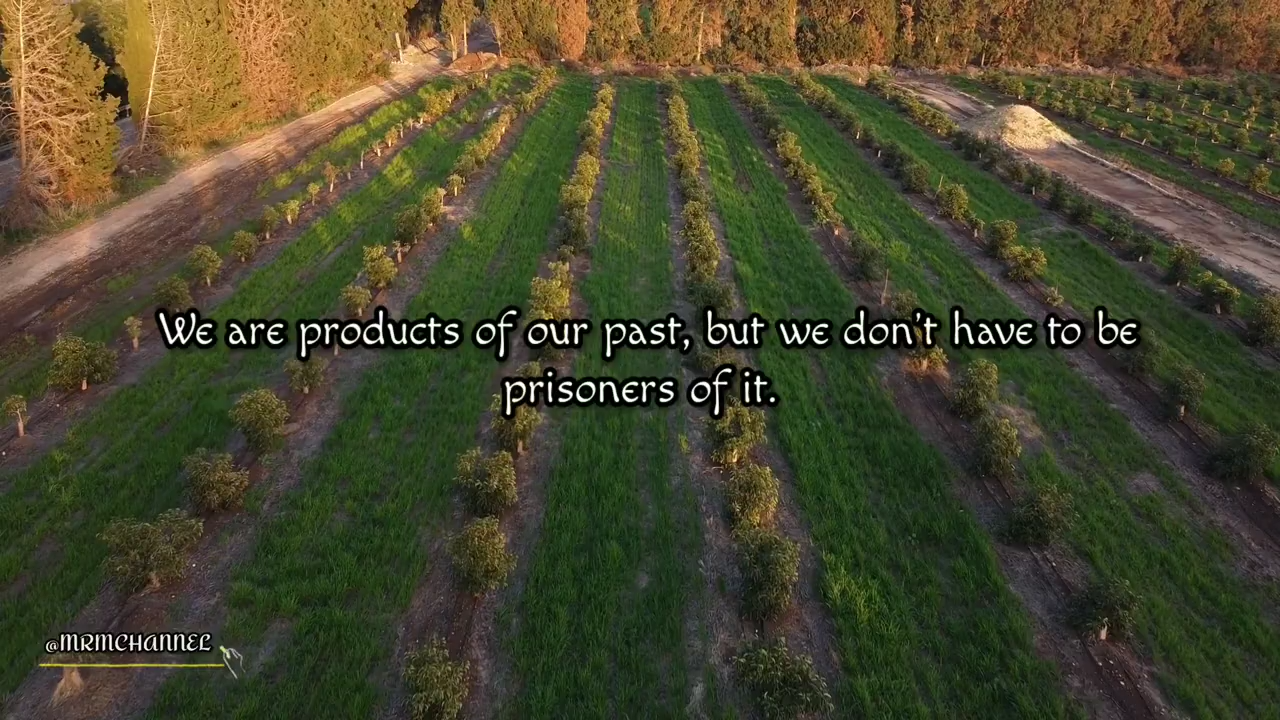 We are products of our past, but we don't have to be
prisoners of it.
@MRMCHANNEL